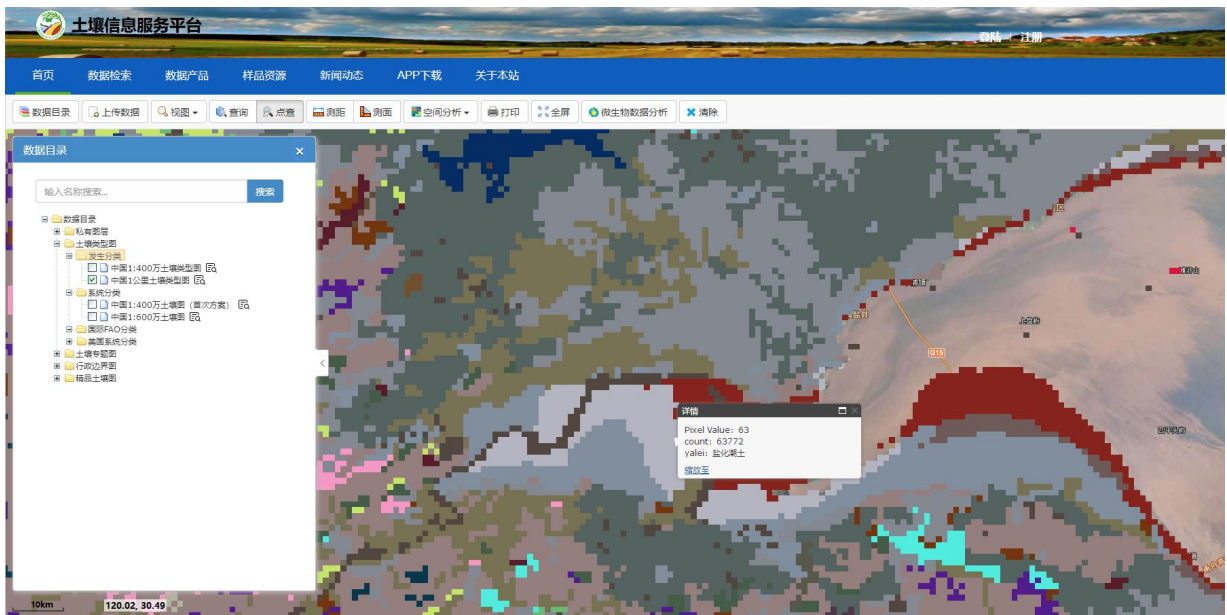 土壤信息服务平台
登陆 | 注册
首页 数据检索 数据产品 样品资源 新闻动态 APP下载 关于本站
数据目录 上传数据 视图 查询 点查 测距 测面 空间分析 打印 全屏 微生物数据分析 清除
数据目录
输入名称搜索... 搜索
数据目录
私有图层
土壤类型图
发生分类
中国1:400万土壤类型图
中国1公里土壤类型图
系统分类
中国1:400万土壤图（首次方案）
中国1:600万土壤图
国际FAO分类
美国系统分类
土壤专题图
行政边界图
精品土壤图
G15
详情
Pixel Value: 63
count: 63772
yalei: 盐化潮土
缩放至
10km
120.02, 30.49